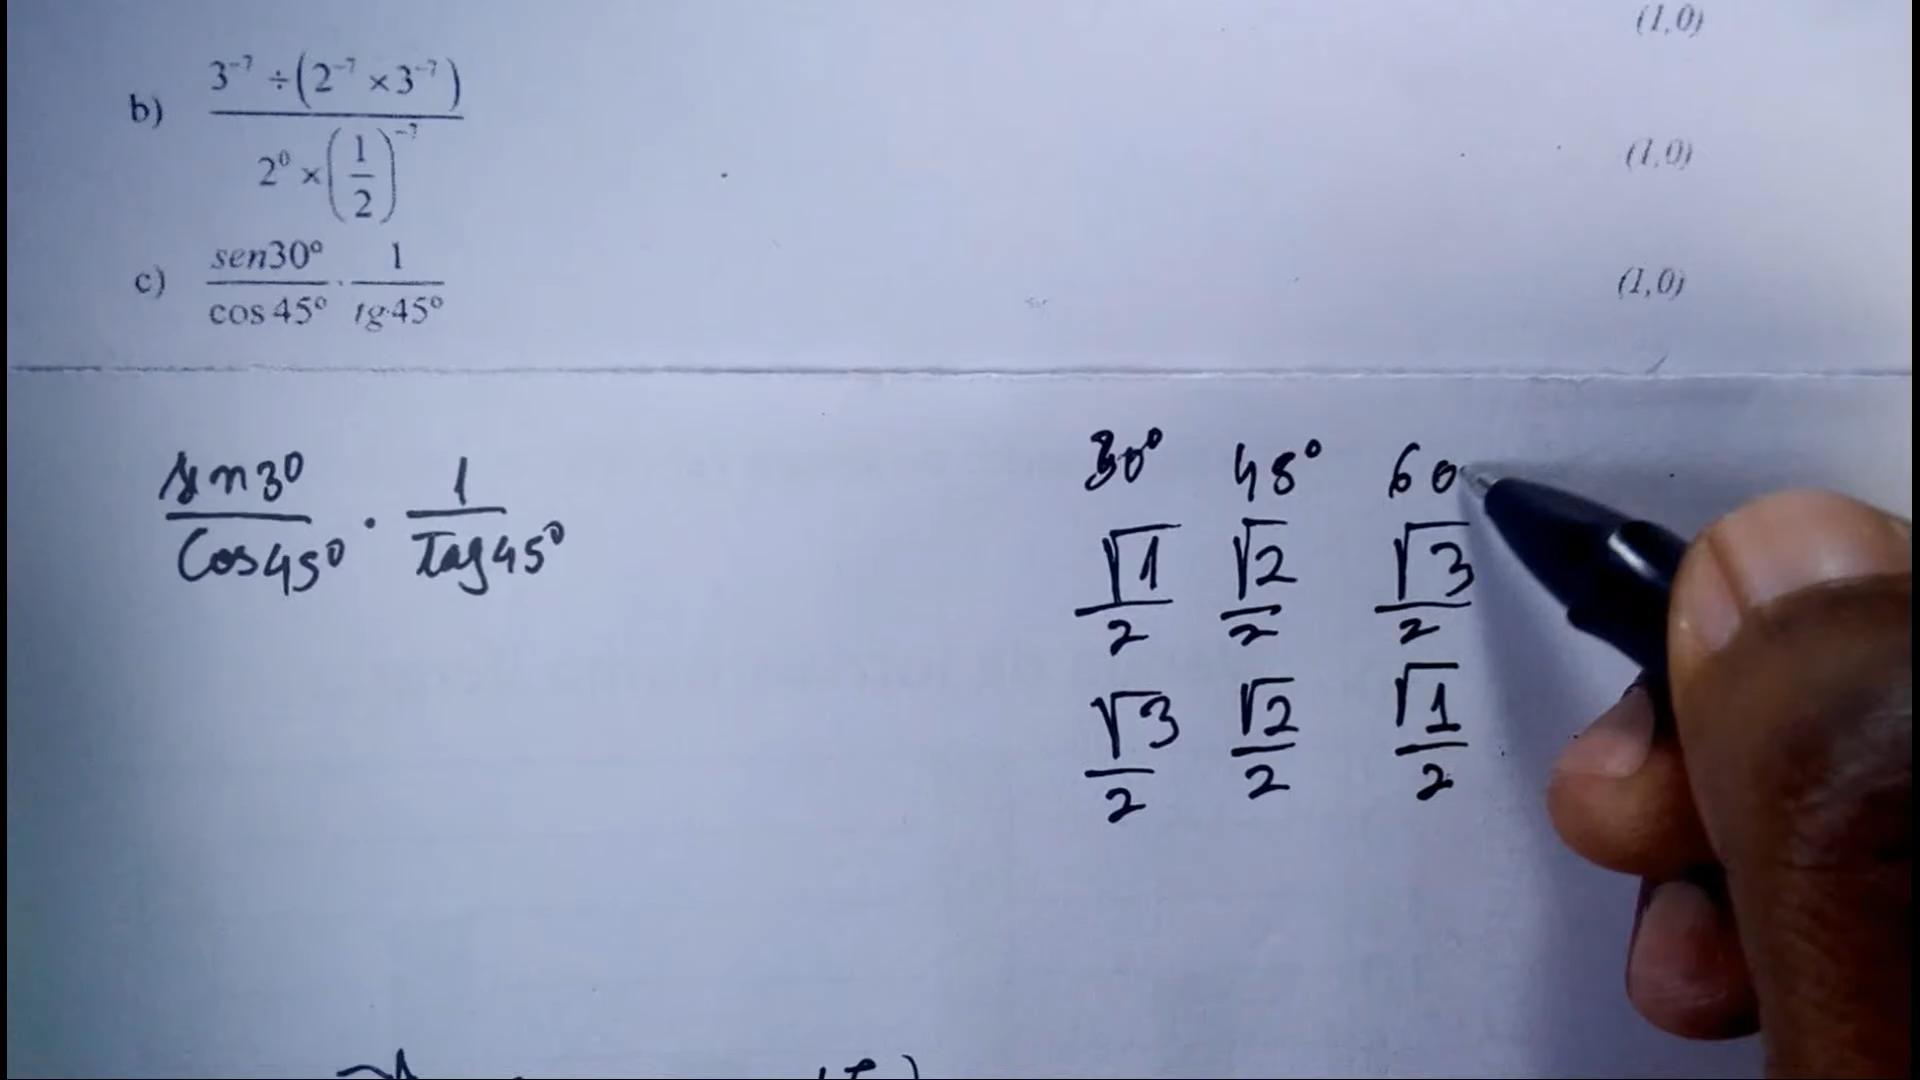 (1,0)
b) 3⁻⁷ ÷ (2⁻⁷ × 3⁻⁷) / 2⁰ × (1/2)⁻⁷ (1,0)
c) sen30° / cos 45° · 1 / tg45° (1,0)
sin30 / Cos45° · 1 / Tag45°
30° 45° 60
√1/2 √2/2 √3/2
√3/2 √2/2 √1/2